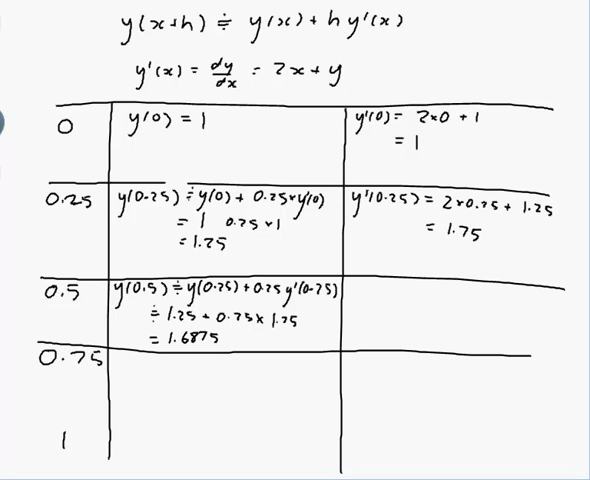 y(x+h) ≑ y(x) + h y'(x)
y'(x) = dy/dx = 2x + y
0
y(0) = 1
y'(0) = 2×0 + 1
= 1
0.25
y(0.25) ≑ y(0) + 0.25×y'(0)
= 1 0.25×1
= 1.25
y'(0.25) = 2×0.25 + 1.25
= 1.75
0.5
y(0.5) ≑ y(0.25) + 0.25 y'(0.25)
≑ 1.25 + 0.25× 1.75
= 1.6875
0.75
1